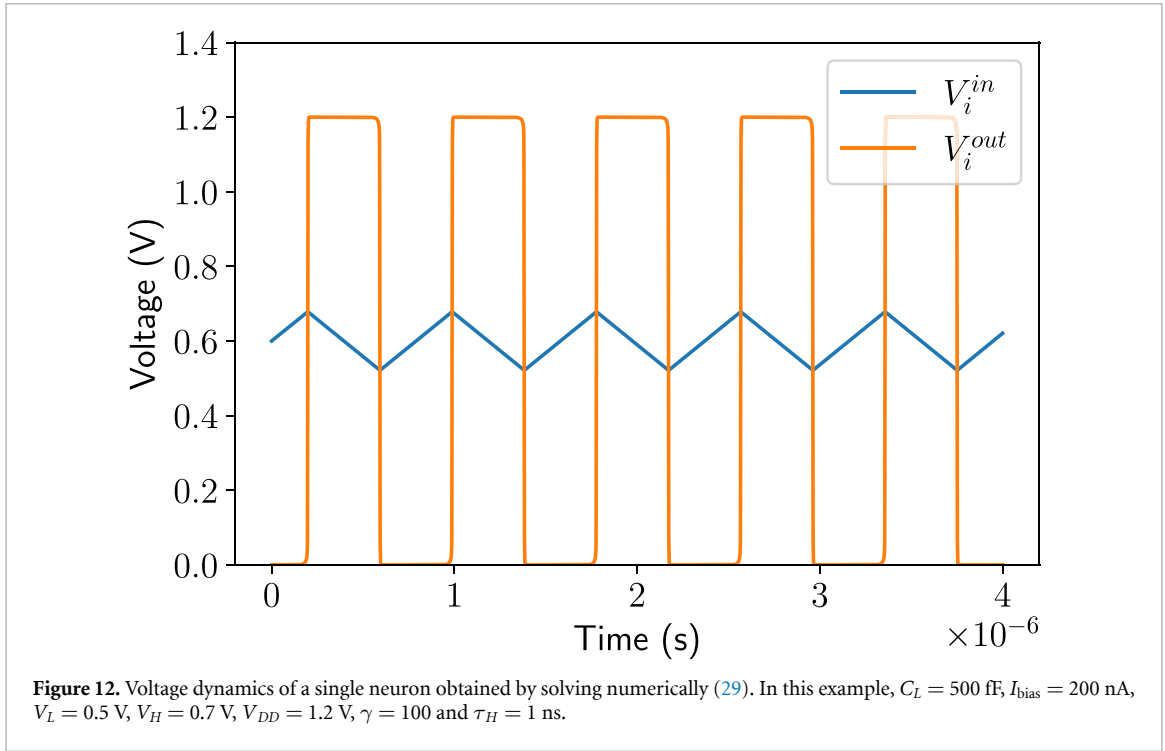 1.4
1.2
1.0
0.8
0.6
0.4
0.2
0.0
Voltage (V)
V_i^{in}
V_i^{out}
0 1 2 3 4
Time (s)
×10^{−6}
Figure 12. Voltage dynamics of a single neuron obtained by solving numerically (29). In this example, C_L = 500 fF, I_bias = 200 nA,
V_L = 0.5 V, V_H = 0.7 V, V_DD = 1.2 V, γ = 100 and τ_H = 1 ns.